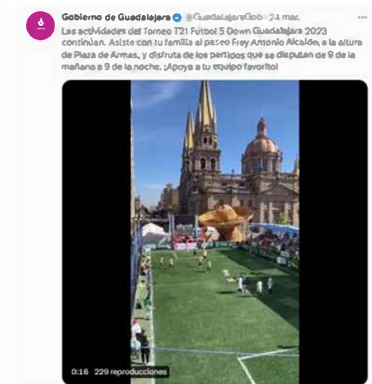 Gobierno de Guadalajara @GuadalajaraGob · 24 mar.
Las actividades del Torneo T21 Fútbol 5 Down Guadalajara 2023
continúan. Asiste con tu familia al paseo Fray Antonio Alcalde, a la altura
de Plaza de Armas, y disfruta de los partidos que se disputan de 9 de la
mañana a 9 de la noche. ¡Apoya a tu equipo favorito!
0:16 229 reproducciones